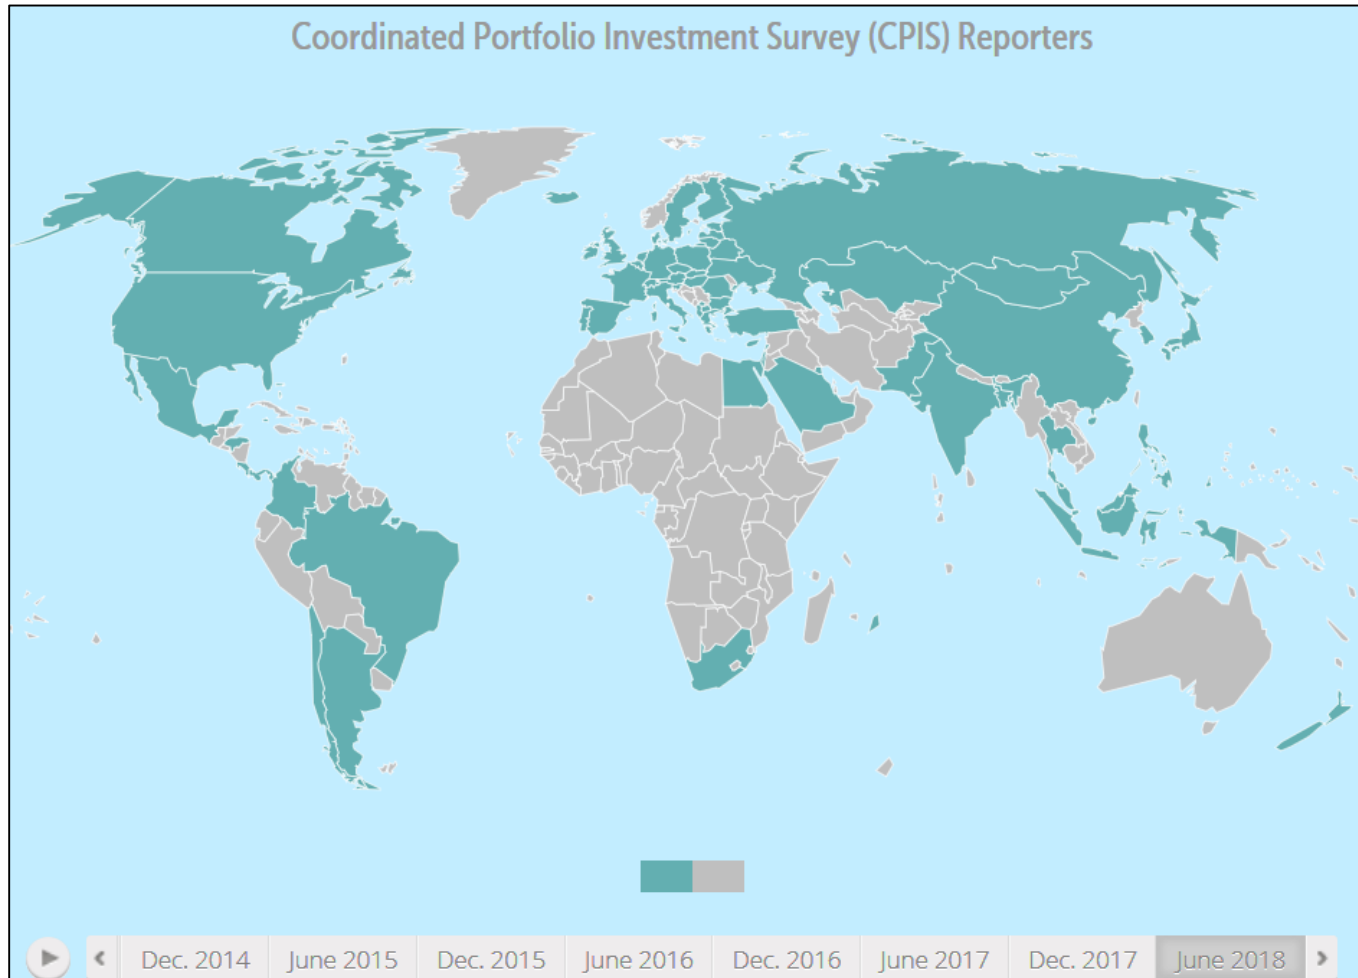 Coordinated Portfolio Investment Survey (CPIS) Reporters
Dec. 2014 June 2015 Dec. 2015 June 2016 Dec. 2016 June 2017 Dec. 2017 June 2018